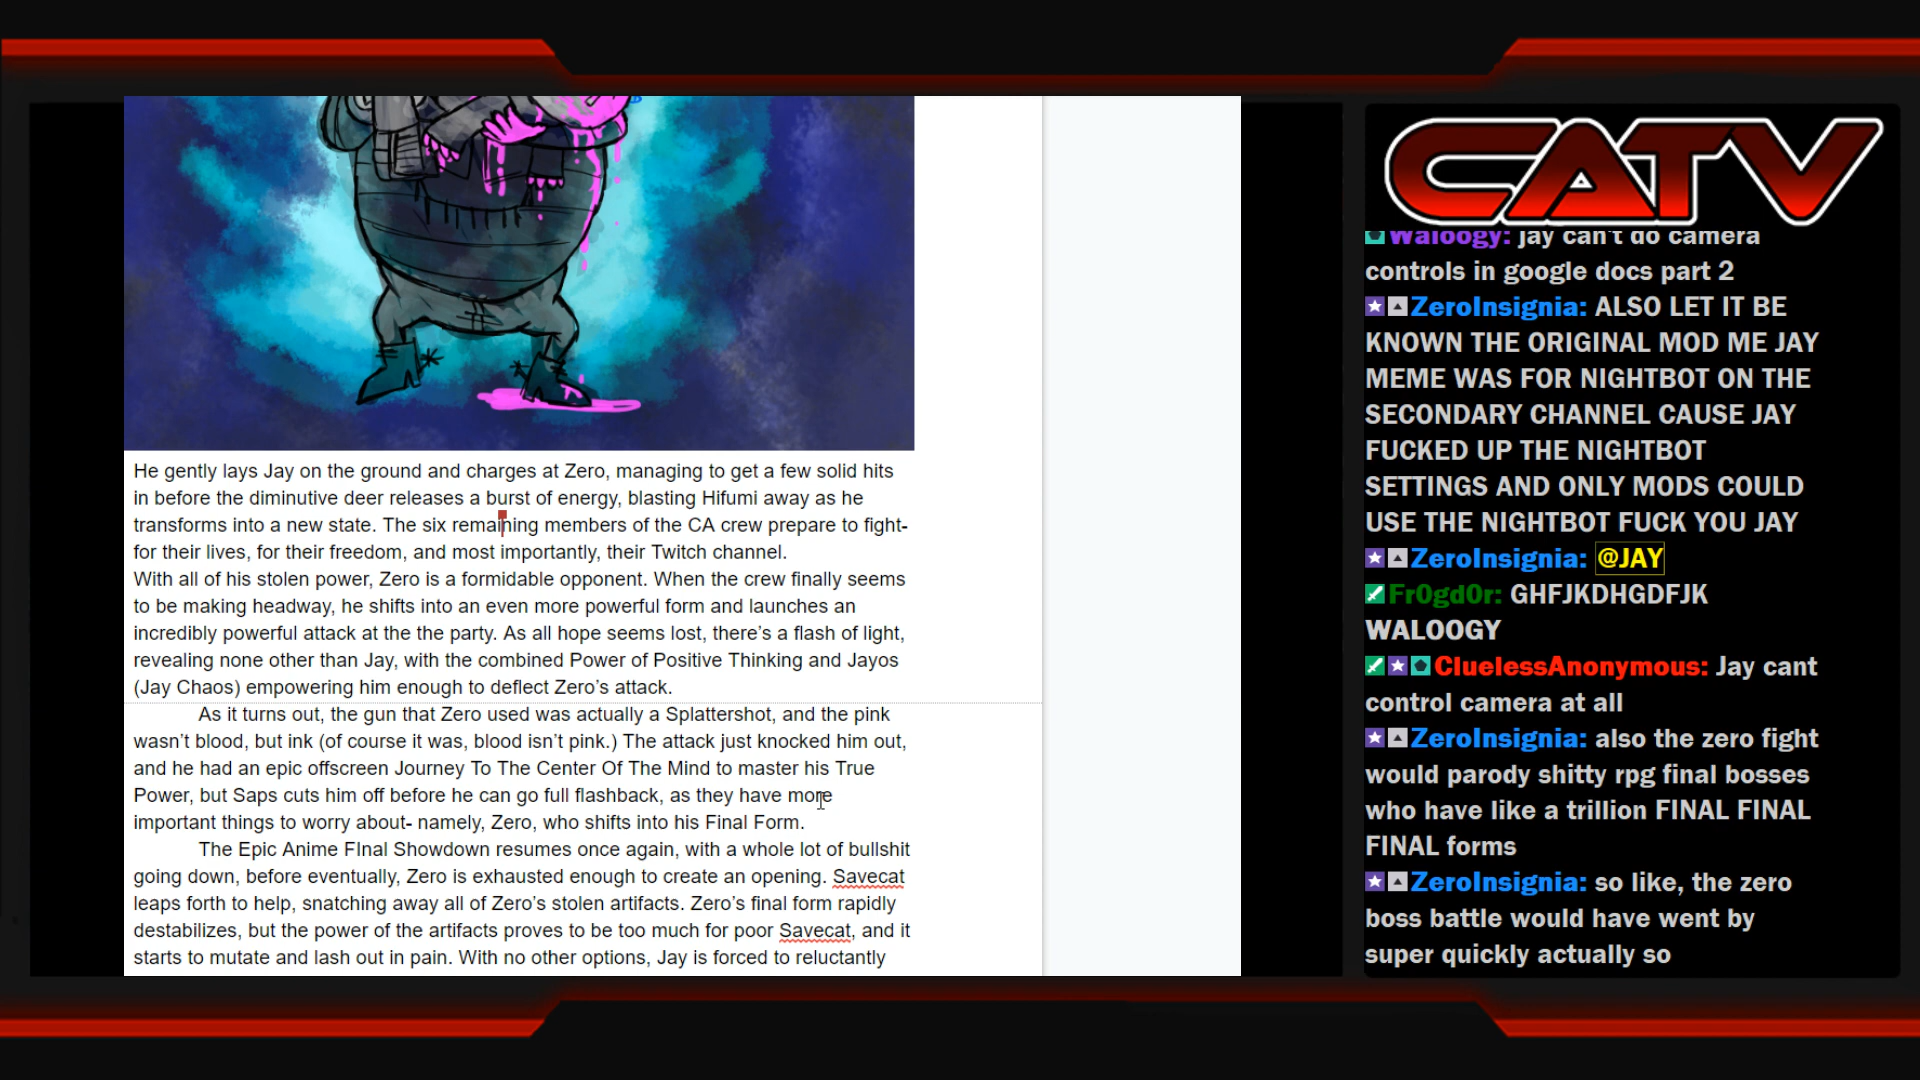 He gently lays Jay on the ground and charges at Zero, managing to get a few solid hits
in before the diminutive deer releases a burst of energy, blasting Hifumi away as he
transforms into a new state. The six remaining members of the CA crew prepare to fight-
for their lives, for their freedom, and most importantly, their Twitch channel.
With all of his stolen power, Zero is a formidable opponent. When the crew finally seems
to be making headway, he shifts into an even more powerful form and launches an
incredibly powerful attack at the the party. As all hope seems lost, there's a flash of light,
revealing none other than Jay, with the combined Power of Positive Thinking and Jayos
(Jay Chaos) empowering him enough to deflect Zero's attack.
As it turns out, the gun that Zero used was actually a Splattershot, and the pink
wasn't blood, but ink (of course it was, blood isn't pink.) The attack just knocked him out,
and he had an epic offscreen Journey To The Center Of The Mind to master his True
Power, but Saps cuts him off before he can go full flashback, as they have more
important things to worry about- namely, Zero, who shifts into his Final Form.
The Epic Anime FInal Showdown resumes once again, with a whole lot of bullshit
going down, before eventually, Zero is exhausted enough to create an opening. Savecat
leaps forth to help, snatching away all of Zero's stolen artifacts. Zero's final form rapidly
destabilizes, but the power of the artifacts proves to be too much for poor Savecat, and it
starts to mutate and lash out in pain. With no other options, Jay is forced to reluctantly
CATV
Waloogy: jay can't do camera
controls in google docs part 2
ZeroInsignia: ALSO LET IT BE
KNOWN THE ORIGINAL MOD ME JAY
MEME WAS FOR NIGHTBOT ON THE
SECONDARY CHANNEL CAUSE JAY
FUCKED UP THE NIGHTBOT
SETTINGS AND ONLY MODS COULD
USE THE NIGHTBOT FUCK YOU JAY
ZeroInsignia: @JAY
Fr0gd0r: GHFJKDHGDFJK
WALOOGY
CluelessAnonymous: Jay cant
control camera at all
ZeroInsignia: also the zero fight
would parody shitty rpg final bosses
who have like a trillion FINAL FINAL
FINAL forms
ZeroInsignia: so like, the zero
boss battle would have went by
super quickly actually so